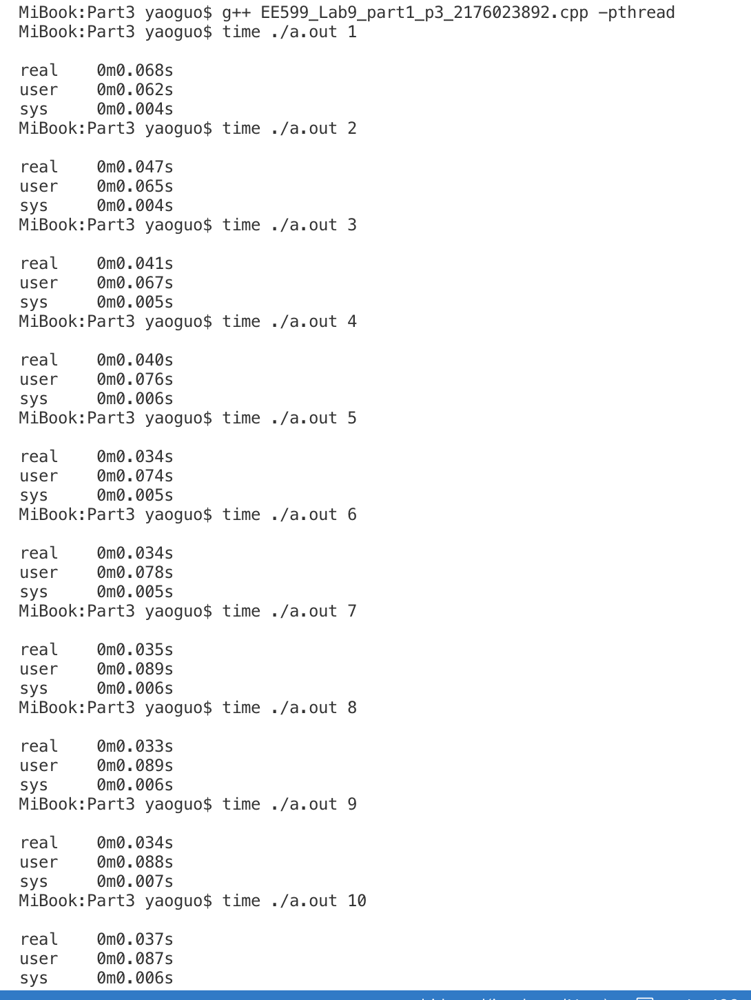 MiBook:Part3 yaoguo$ g++ EE599_Lab9_part1_p3_2176023892.cpp -pthread
MiBook:Part3 yaoguo$ time ./a.out 1
real 0m0.068s
user 0m0.062s
sys 0m0.004s
MiBook:Part3 yaoguo$ time ./a.out 2
real 0m0.047s
user 0m0.065s
sys 0m0.004s
MiBook:Part3 yaoguo$ time ./a.out 3
real 0m0.041s
user 0m0.067s
sys 0m0.005s
MiBook:Part3 yaoguo$ time ./a.out 4
real 0m0.040s
user 0m0.076s
sys 0m0.006s
MiBook:Part3 yaoguo$ time ./a.out 5
real 0m0.034s
user 0m0.074s
sys 0m0.005s
MiBook:Part3 yaoguo$ time ./a.out 6
real 0m0.034s
user 0m0.078s
sys 0m0.005s
MiBook:Part3 yaoguo$ time ./a.out 7
real 0m0.035s
user 0m0.089s
sys 0m0.006s
MiBook:Part3 yaoguo$ time ./a.out 8
real 0m0.033s
user 0m0.089s
sys 0m0.006s
MiBook:Part3 yaoguo$ time ./a.out 9
real 0m0.034s
user 0m0.088s
sys 0m0.007s
MiBook:Part3 yaoguo$ time ./a.out 10
real 0m0.037s
user 0m0.087s
sys 0m0.006s